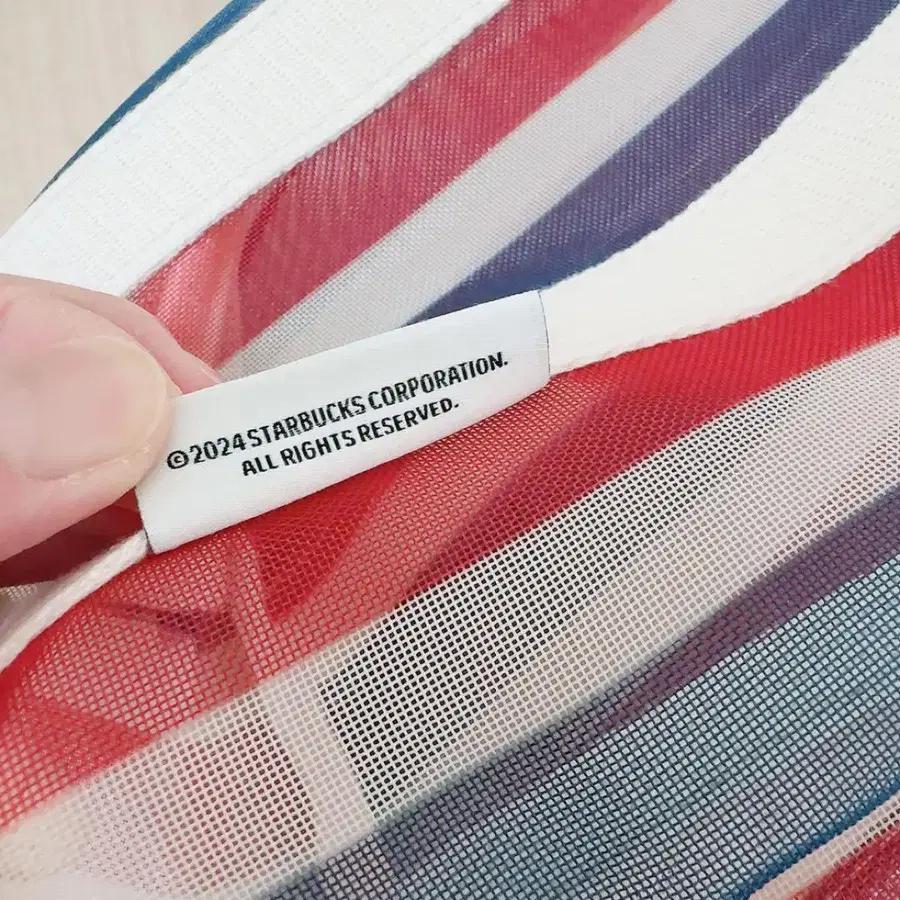 ©2024 STARBUCKS CORPORATION.
ALL RIGHTS RESERVED.